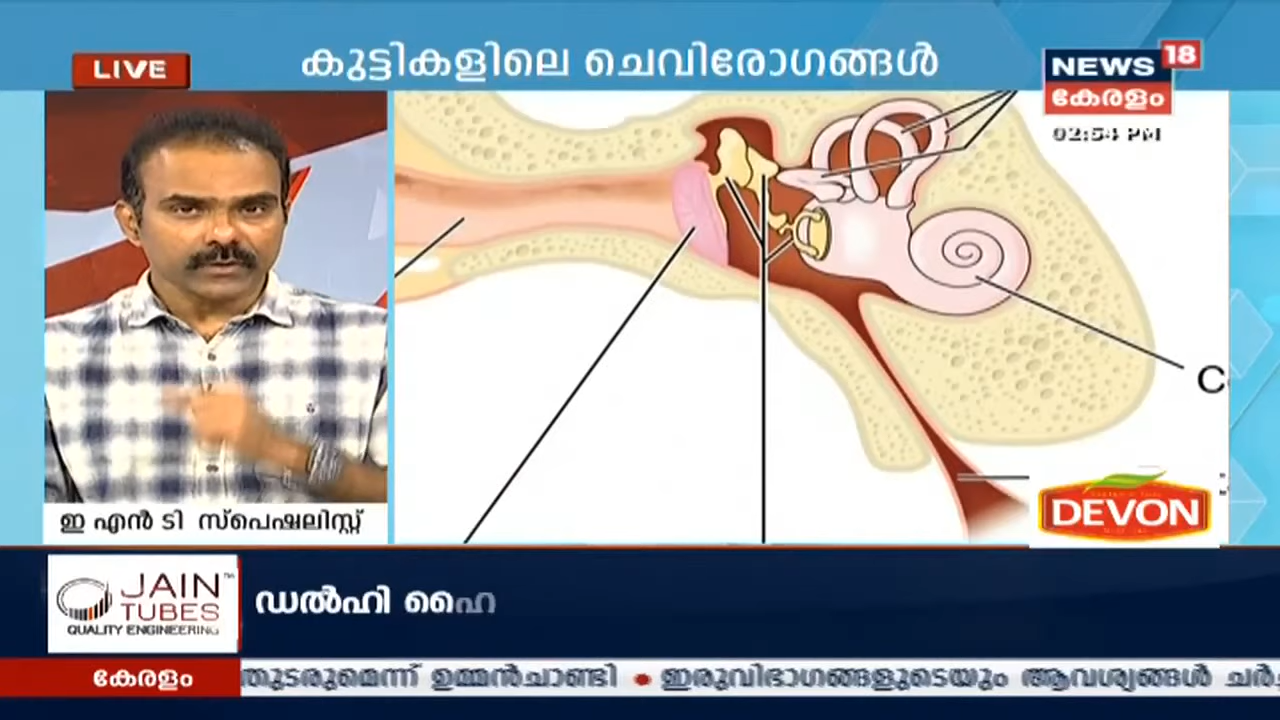 LIVE
കുട്ടികളിലെ ചെവിരോഗങ്ങൾ
NEWS 18
കേരളം
02:54 PM
C
DEVON
ഇ എൻ ടി സ്പെഷലിസ്റ്റ്
JAIN
TUBES
QUALITY ENGINEERING
ഡൽഹി ഹൈ
കേരളം
തുടരുമെന്ന് ഉമ്മൻചാണ്ടി • ഇരുവിഭാഗങ്ങളുടെയും ആവശ്യങ്ങൾ ചർച